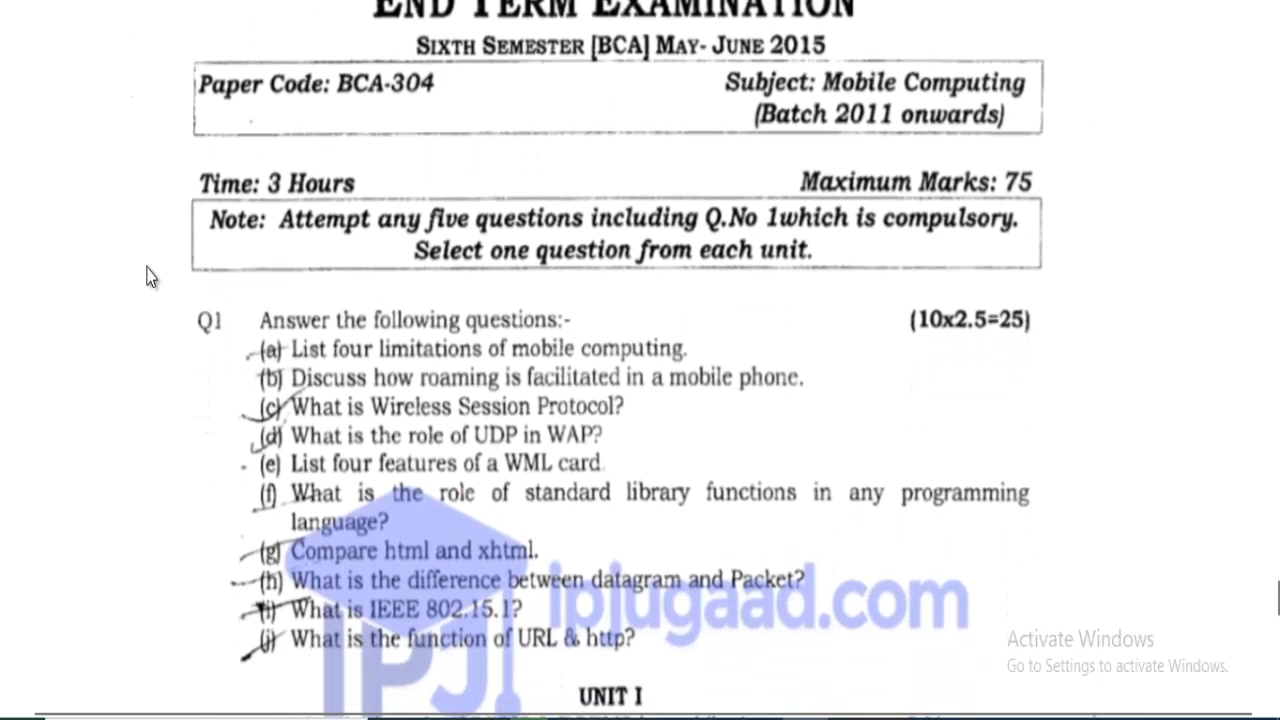 END TERM EXAMINATION
SIXTH SEMESTER [BCA] MAY- JUNE 2015
Paper Code: BCA-304 Subject: Mobile Computing
(Batch 2011 onwards)
Time: 3 Hours Maximum Marks: 75
Note: Attempt any five questions including Q.No 1which is compulsory.
Select one question from each unit.
Q1 Answer the following questions:- (10x2.5=25)
(a) List four limitations of mobile computing.
(b) Discuss how roaming is facilitated in a mobile phone.
(c) What is Wireless Session Protocol?
(d) What is the role of UDP in WAP?
(e) List four features of a WML card.
(f) What is the role of standard library functions in any programming
language?
(g) Compare html and xhtml.
(h) What is the difference between datagram and Packet?
(i) What is IEEE 802.15.1?
(j) What is the function of URL & http?
iplugaad.com
IPJ
Activate Windows
Go to Settings to activate Windows.
UNIT I